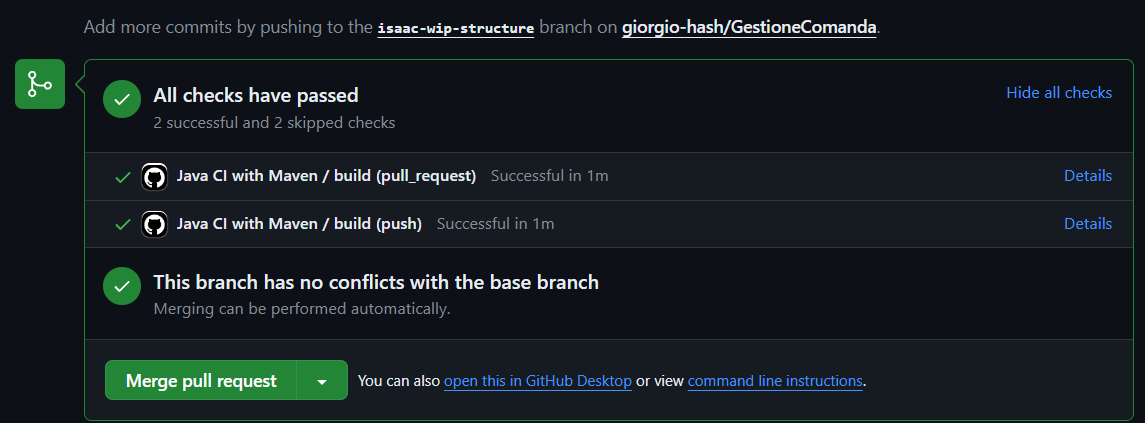 Add more commits by pushing to the isaac-wip-structure branch on giorgio-hash/GestioneComanda.
All checks have passed
Hide all checks
2 successful and 2 skipped checks
Java CI with Maven / build (pull_request) Successful in 1m Details
Java CI with Maven / build (push) Successful in 1m Details
This branch has no conflicts with the base branch
Merging can be performed automatically.
Merge pull request You can also open this in GitHub Desktop or view command line instructions.